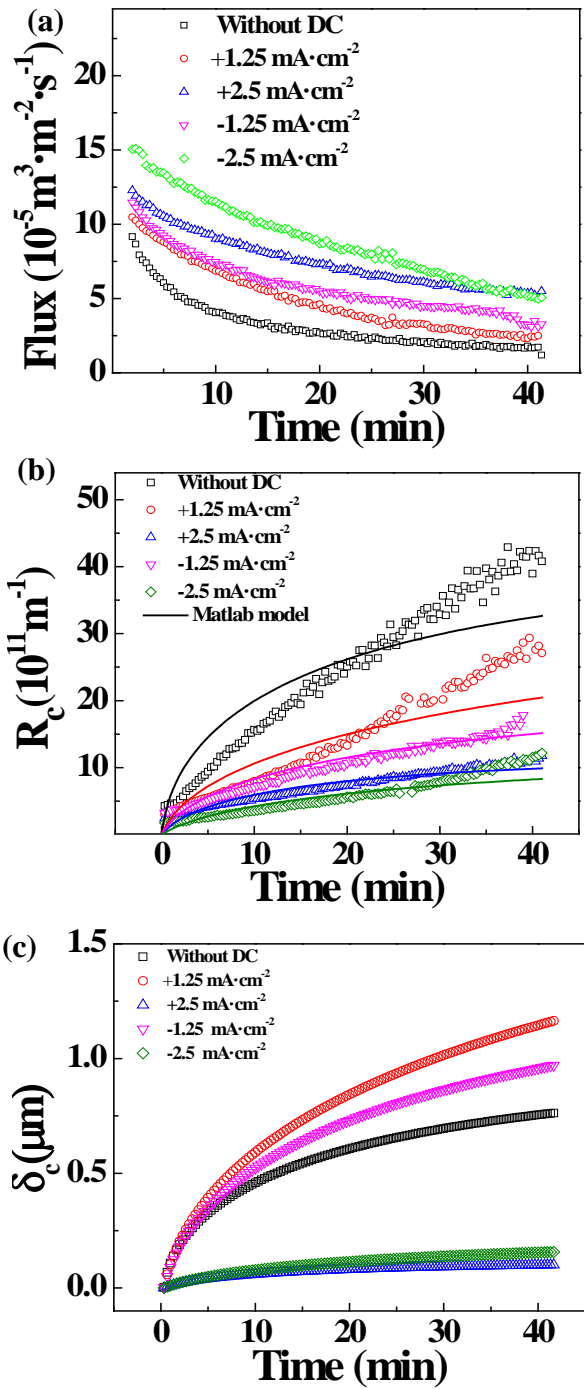 (a)
Without DC
+1.25 mA·cm⁻²
+2.5 mA·cm⁻²
-1.25 mA·cm⁻²
-2.5 mA·cm⁻²
Flux (10⁻⁵m³·m⁻²·s⁻¹)
20
15
10
5
0
10 20 30 40
Time (min)
(b)
Without DC
+1.25 mA·cm⁻²
+2.5 mA·cm⁻²
-1.25 mA·cm⁻²
-2.5 mA·cm⁻²
Matlab model
R_c(10¹¹m⁻¹)
50
40
30
20
10
0 10 20 30 40
Time (min)
(c)
Without DC
+1.25 mA·cm⁻²
+2.5 mA·cm⁻²
-1.25 mA·cm⁻²
-2.5 mA·cm⁻²
δ_c(μm)
1.5
1.0
0.5
0.0
0 10 20 30 40
Time (min)